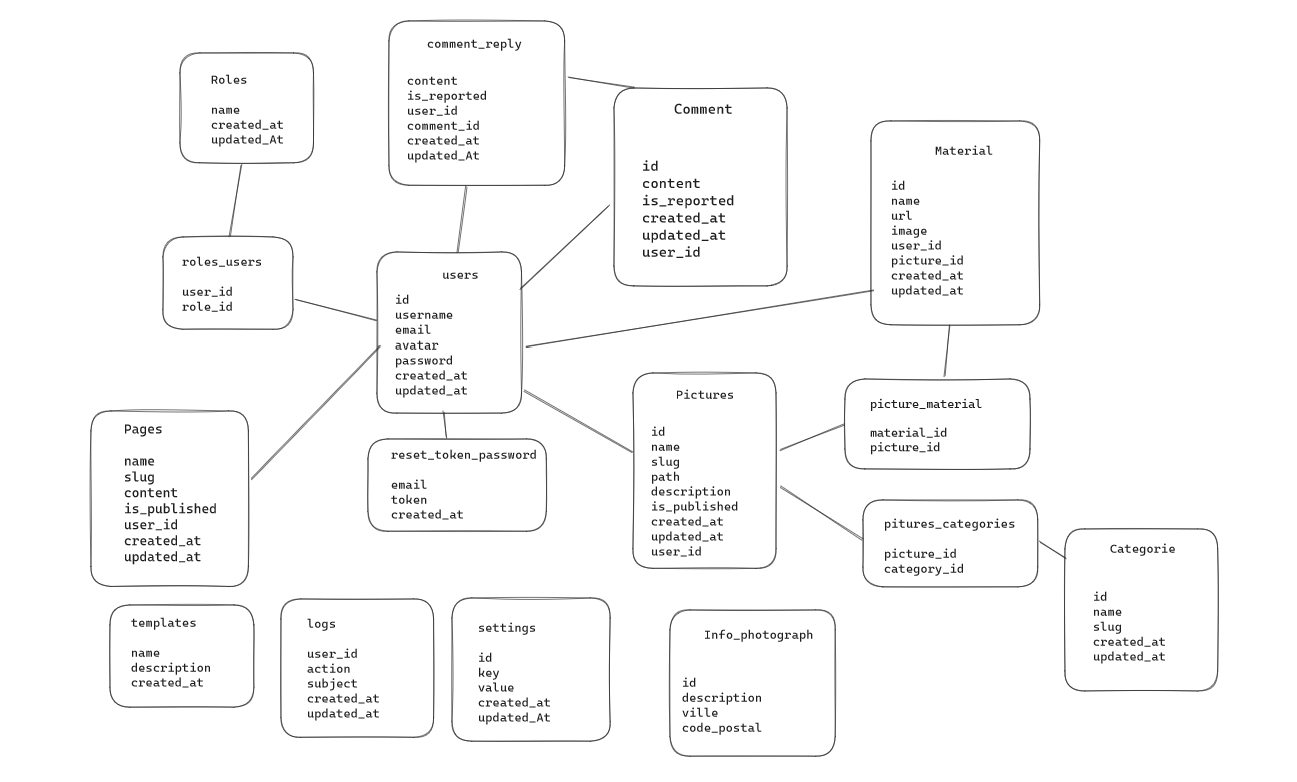 Roles
name
created_at
updated_At
comment_reply
content
is_reported
user_id
comment_id
created_at
updated_At
Comment
id
content
is_reported
created_at
updated_at
user_id
Material
id
name
url
image
user_id
picture_id
created_at
updated_at
roles_users
user_id
role_id
users
id
username
email
avatar
password
created_at
updated_at
Pages
name
slug
content
is_published
user_id
created_at
updated_at
reset_token_password
email
token
created_at
Pictures
id
name
slug
path
description
is_published
created_at
updated_at
user_id
picture_material
material_id
picture_id
pitures_categories
picture_id
category_id
Categorie
id
name
slug
created_at
updated_at
templates
name
description
created_at
logs
user_id
action
subject
created_at
updated_at
settings
id
key
value
created_at
updated_At
Info_photograph
id
description
ville
code_postal